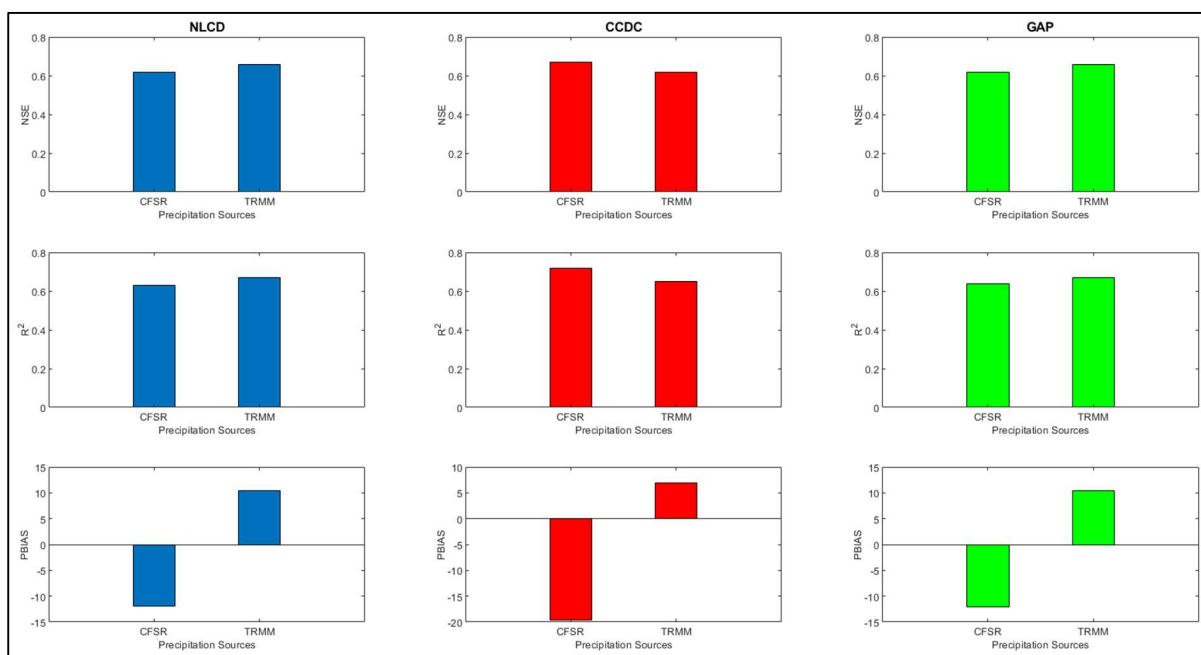 NLCD
0.8
0.6
0.4
0.2
0
NSE
CFSR TRMM
Precipitation Sources
CCDC
0.8
0.6
0.4
0.2
0
NSE
CFSR TRMM
Precipitation Sources
GAP
0.8
0.6
0.4
0.2
0
NSE
CFSR TRMM
Precipitation Sources
0.8
0.6
0.4
0.2
0
R²
CFSR TRMM
Precipitation Sources
0.8
0.6
0.4
0.2
0
R²
CFSR TRMM
Precipitation Sources
0.8
0.6
0.4
0.2
0
R²
CFSR TRMM
Precipitation Sources
15
10
5
0
-5
-10
-15
PBIAS
CFSR TRMM
Precipitation Sources
10
5
0
-5
-10
-15
-20
PBIAS
CFSR TRMM
Precipitation Sources
15
10
5
0
-5
-10
-15
PBIAS
CFSR TRMM
Precipitation Sources